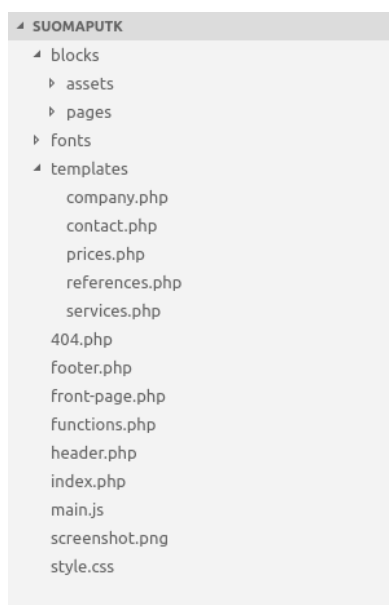 SUOMAPUTK
blocks
assets
pages
fonts
templates
company.php
contact.php
prices.php
references.php
services.php
404.php
footer.php
front-page.php
functions.php
header.php
index.php
main.js
screenshot.png
style.css